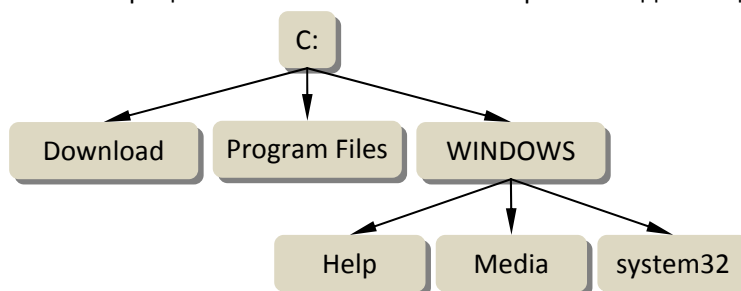 C:
Download
Program Files
WINDOWS
Help
Media
system32